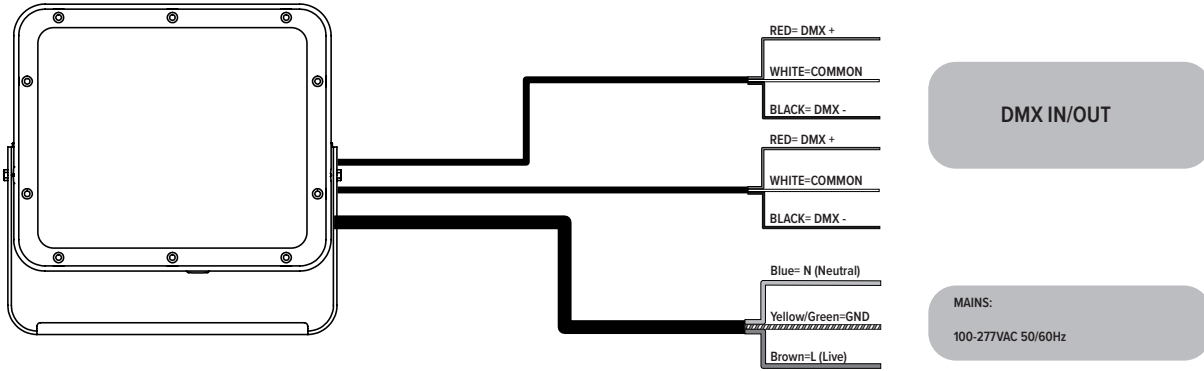 RED= DMX +
WHITE=COMMON
BLACK= DMX -
RED= DMX +
WHITE=COMMON
BLACK= DMX -
DMX IN/OUT
Blue= N (Neutral)
Yellow/Green=GND
Brown=L (Live)
MAINS:
100-277VAC 50/60Hz